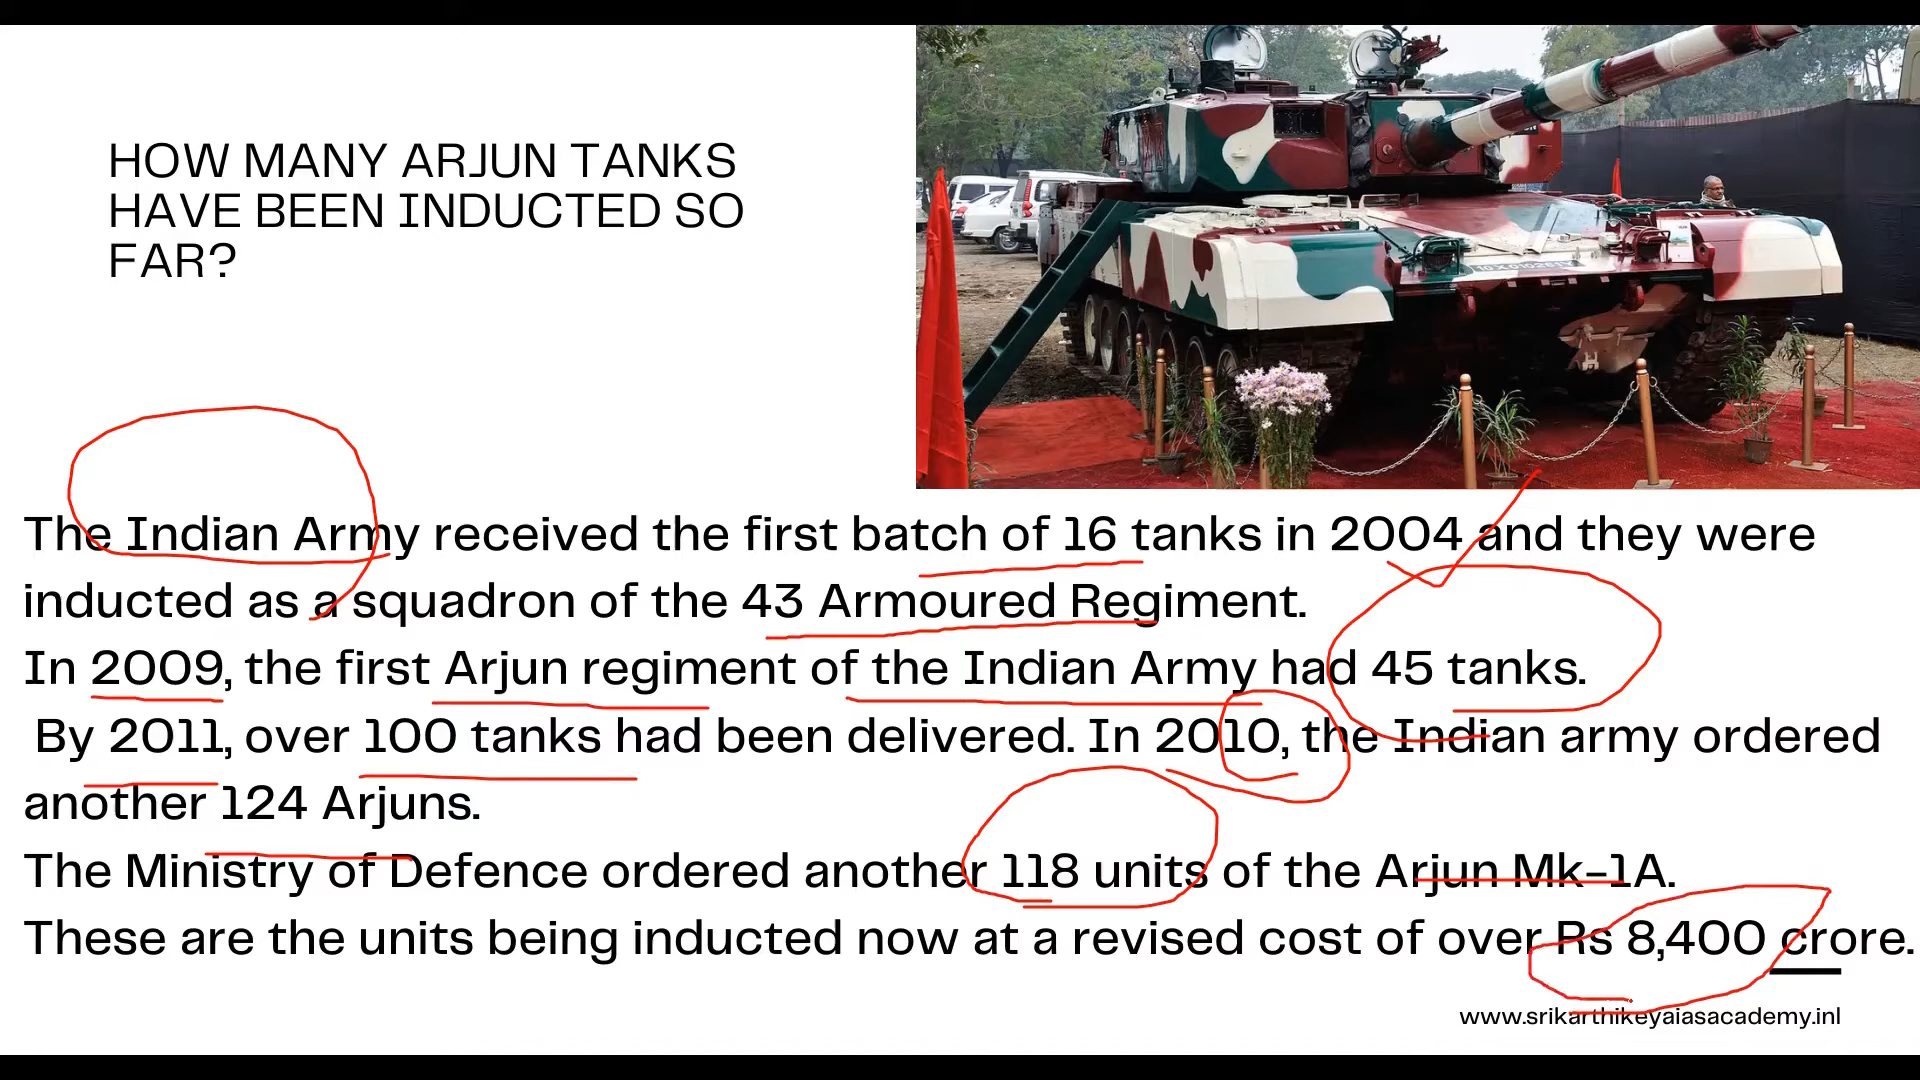 HOW MANY ARJUN TANKS
HAVE BEEN INDUCTED SO
FAR?
The Indian Army received the first batch of 16 tanks in 2004 and they were
inducted as a squadron of the 43 Armoured Regiment.
In 2009, the first Arjun regiment of the Indian Army had 45 tanks.
By 2011, over 100 tanks had been delivered. In 2010, the Indian army ordered
another 124 Arjuns.
The Ministry of Defence ordered another 118 units of the Arjun Mk-1A.
These are the units being inducted now at a revised cost of over Rs 8,400 crore.
www.srikarthikeyaiasacademy.inl